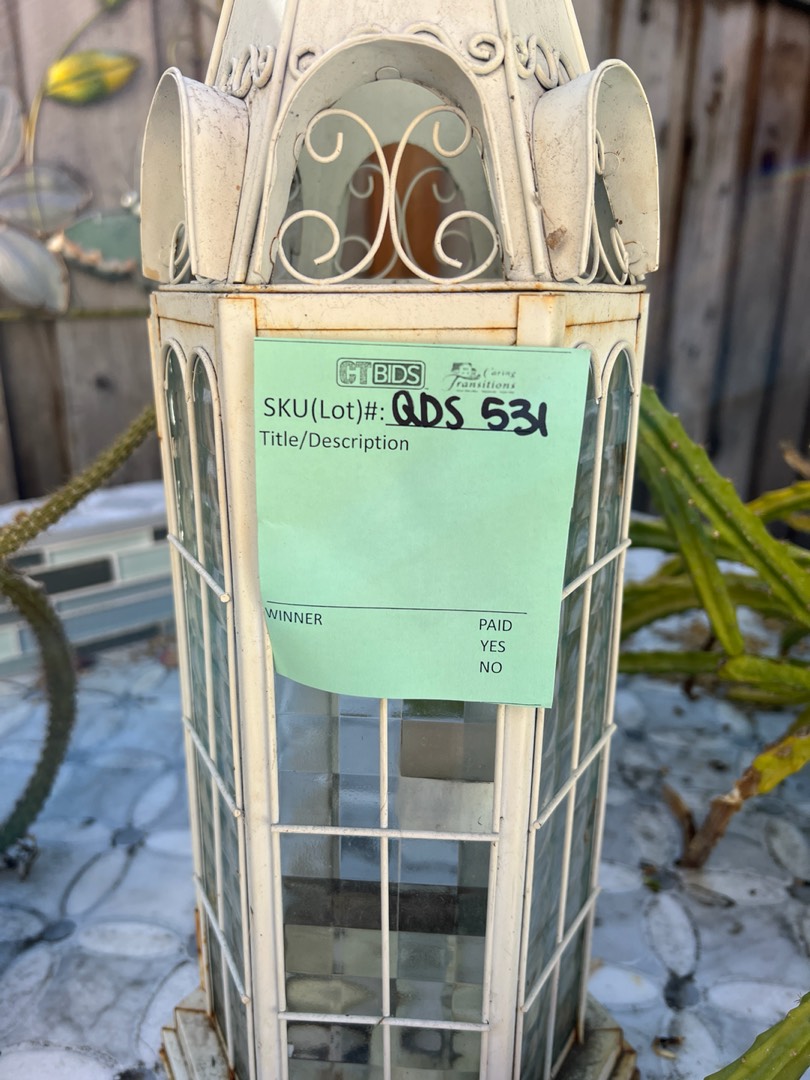 CTBIDS Caring Transitions
SKU(Lot)#: QDS 531
Title/Description
WINNER PAID
YES
NO